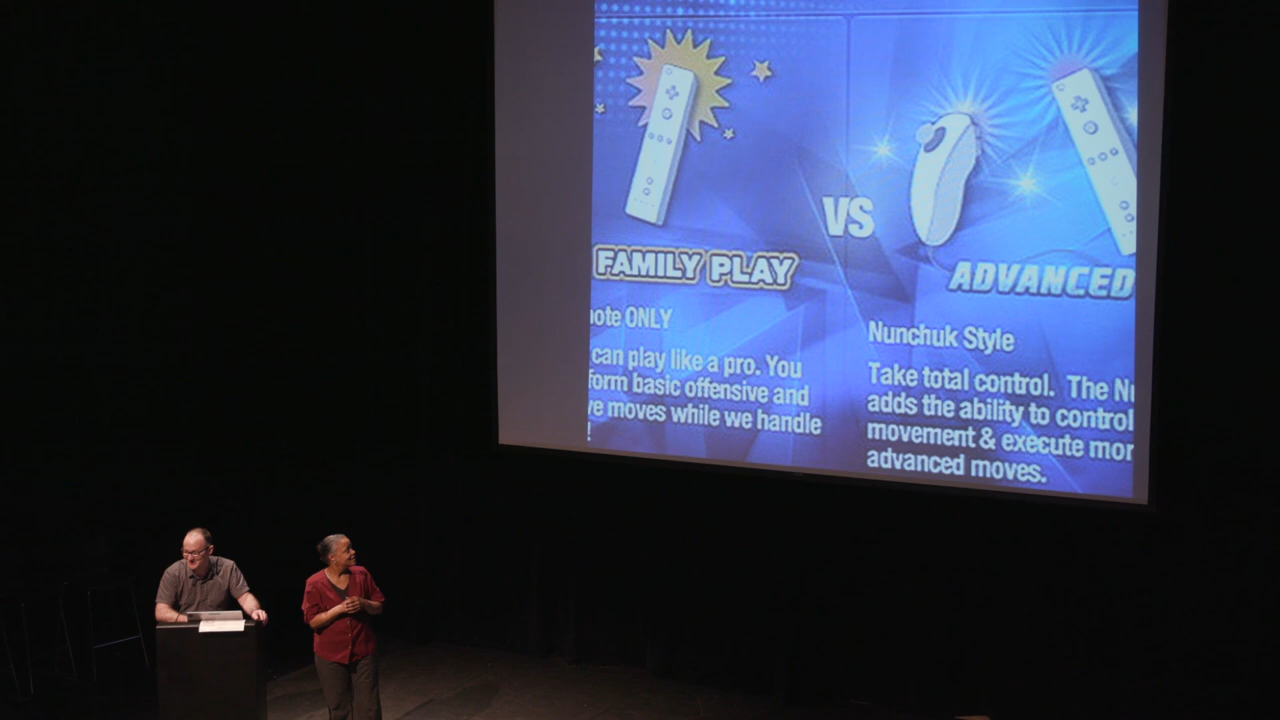 VS
FAMILY PLAY
ote ONLY
can play like a pro. You
form basic offensive and
ve moves while we handle
!
ADVANCED
Nunchuk Style
Take total control. The Nu
adds the ability to control
movement & execute mor
advanced moves.